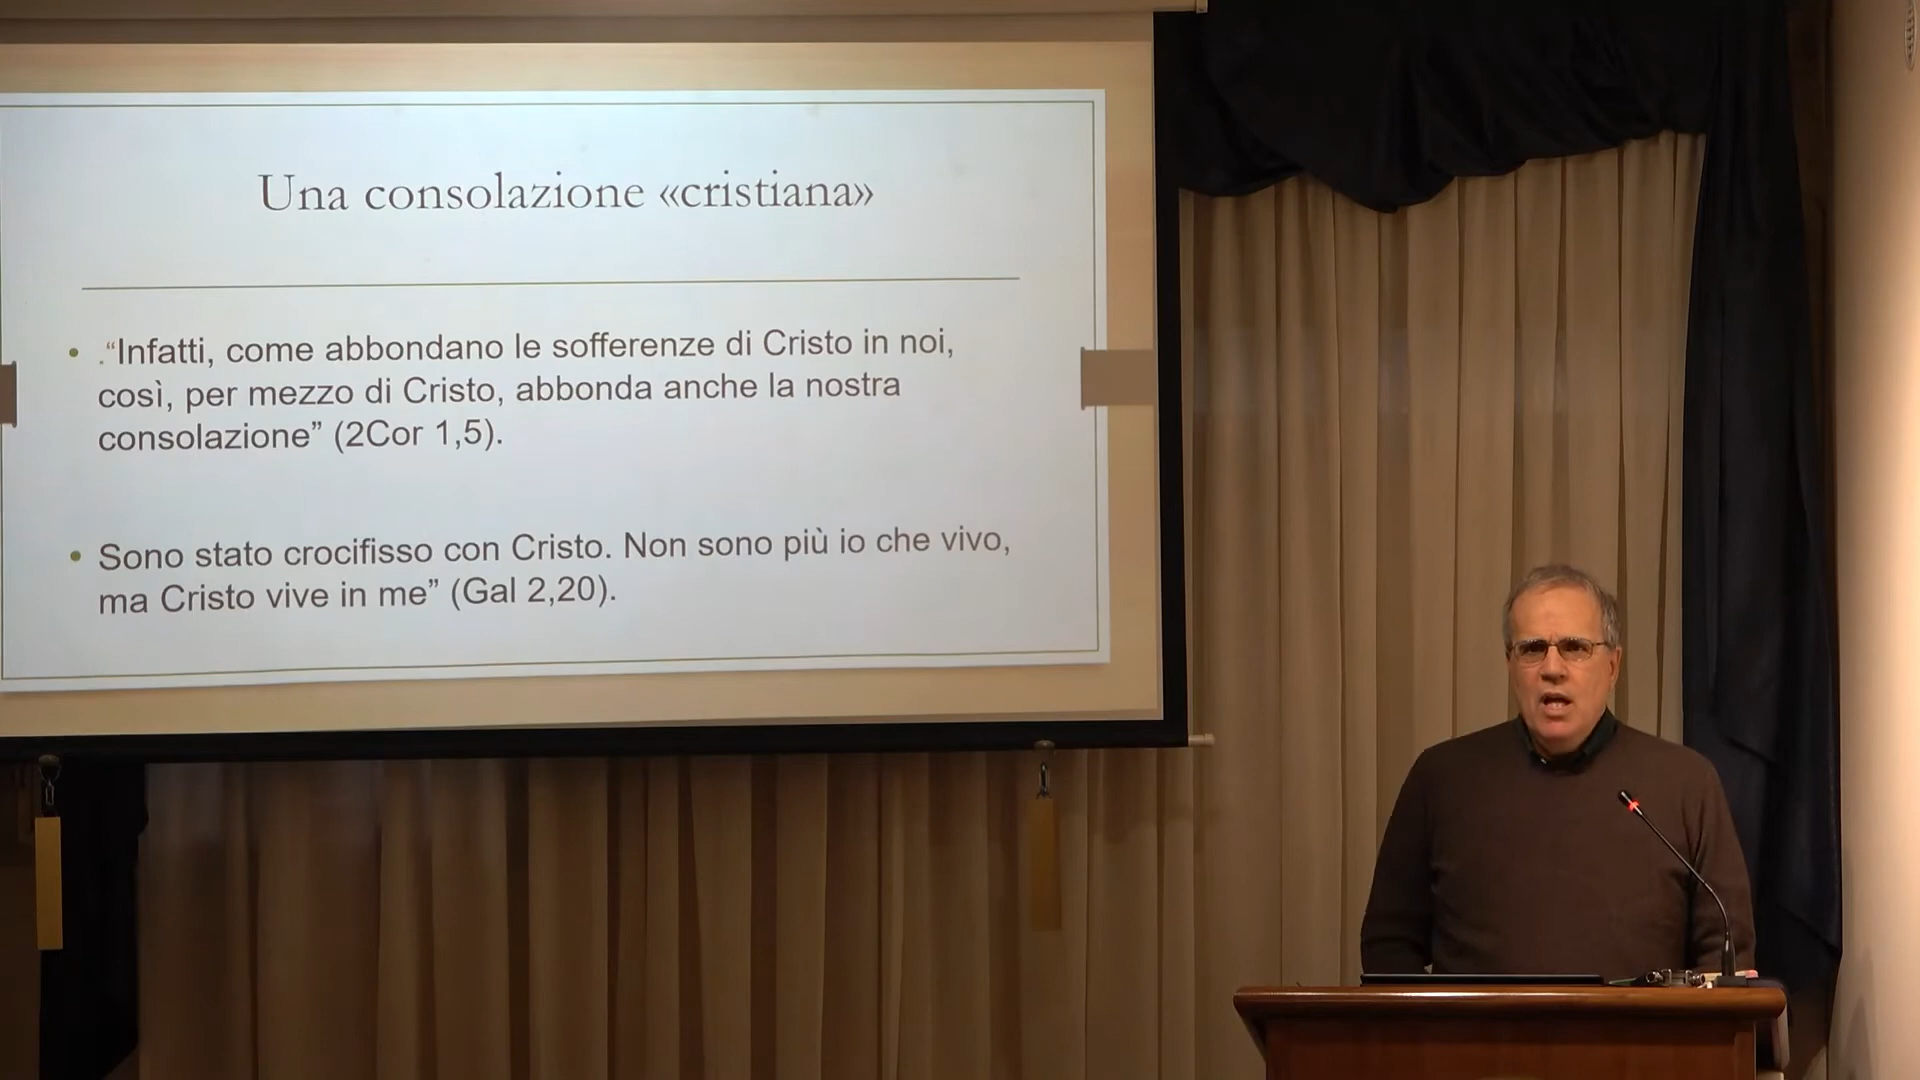 Una consolazione «cristiana»
• .“Infatti, come abbondano le sofferenze di Cristo in noi,
così, per mezzo di Cristo, abbonda anche la nostra
consolazione” (2Cor 1,5).
• Sono stato crocifisso con Cristo. Non sono più io che vivo,
ma Cristo vive in me” (Gal 2,20).